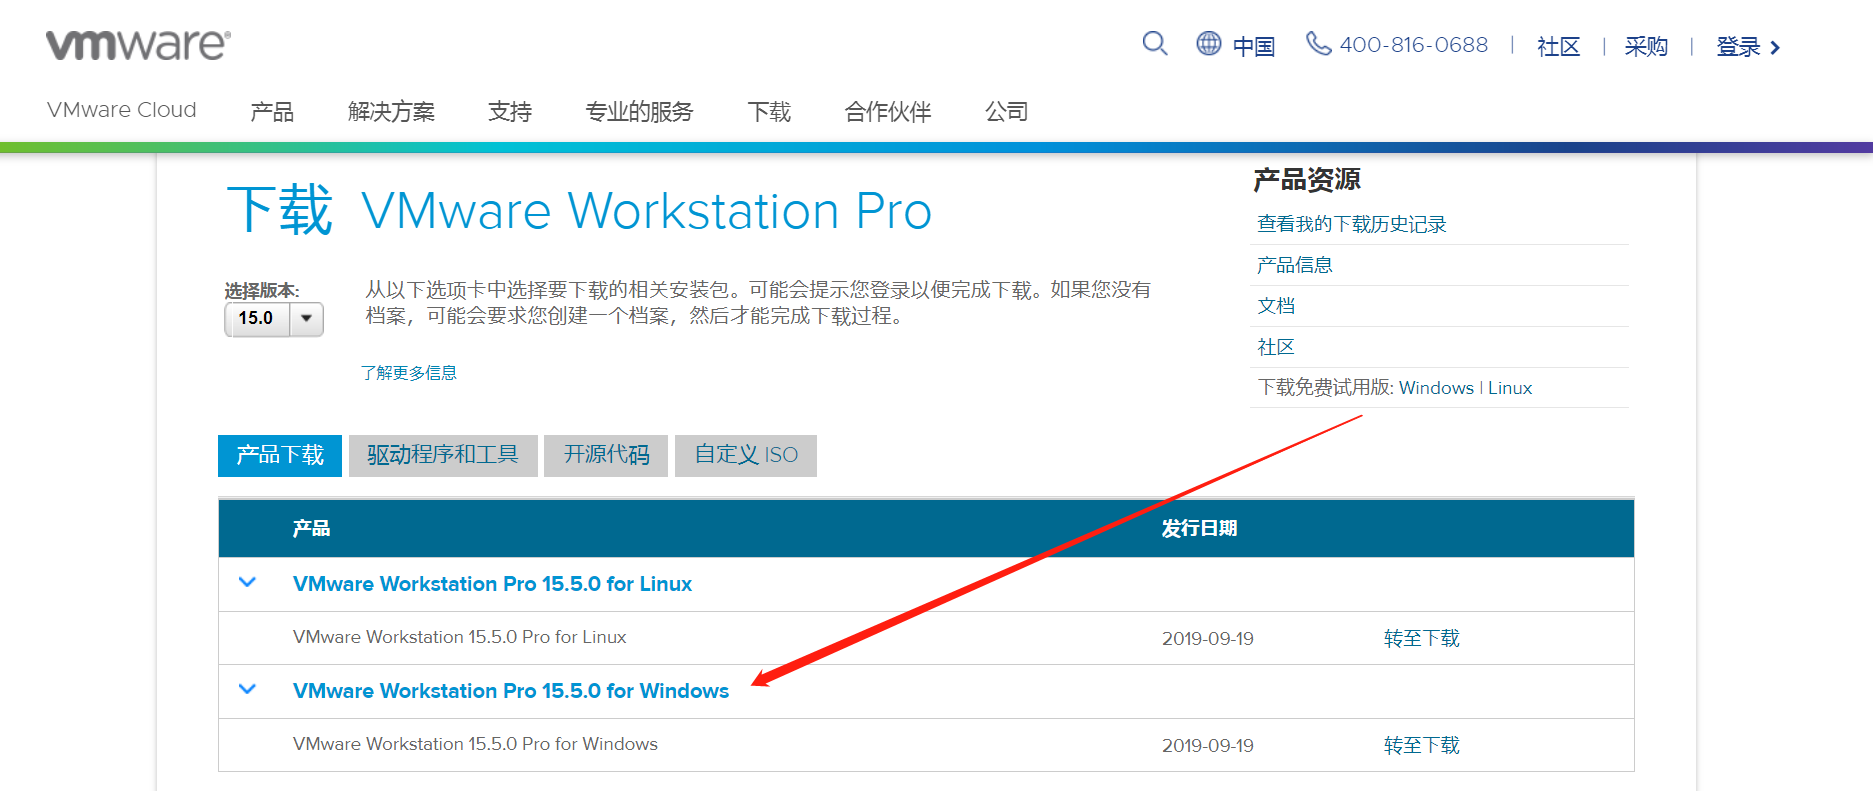 vmware®
中国
400-816-0688 | 社区 | 采购 | 登录
VMware Cloud 产品 解决方案 支持 专业的服务 下载 合作伙伴 公司
下载 VMware Workstation Pro
选择版本:
15.0
从以下选项卡中选择要下载的相关安装包。可能会提示您登录以便完成下载。如果您没有
档案，可能会要求您创建一个档案，然后才能完成下载过程。
了解更多信息
产品资源
查看我的下载历史记录
产品信息
文档
社区
下载免费试用版: Windows | Linux
产品下载 驱动程序和工具 开源代码 自定义 ISO
产品 发行日期
VMware Workstation Pro 15.5.0 for Linux
VMware Workstation 15.5.0 Pro for Linux 2019-09-19 转至下载
VMware Workstation Pro 15.5.0 for Windows
VMware Workstation 15.5.0 Pro for Windows 2019-09-19 转至下载